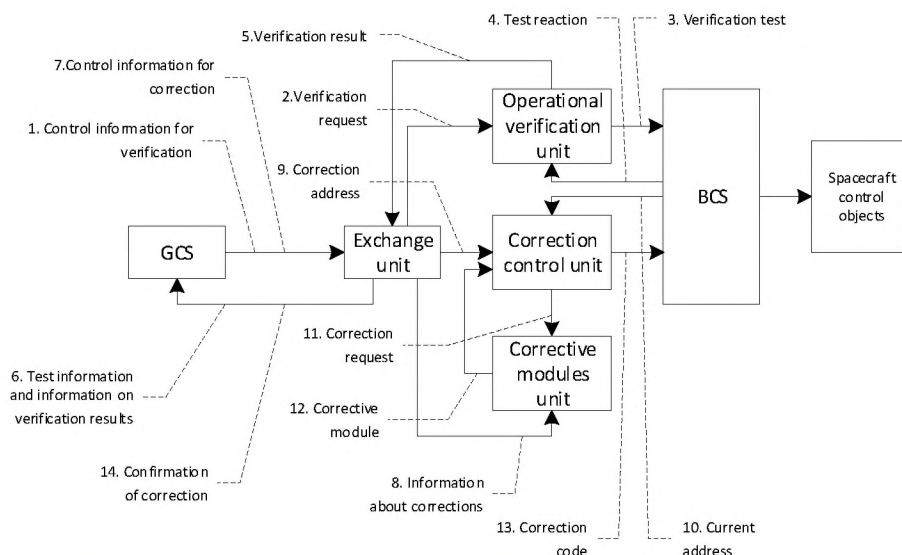 4. Test reaction
3. Verification test
5.Verification result
7.Control information for
correction
2.Verification
request
1. Control information for
verification
9. Correction
address
Operational
verification
unit
BCS
Spacecraft
control
objects
GCS
Exchange
unit
Correction
control unit
11. Correction
request
Corrective
modules
unit
6. Test information
and information on
verification results
12. Corrective
module
14. Confirmation
of correction
8. Information
about corrections
13. Correction
code
10. Current
address